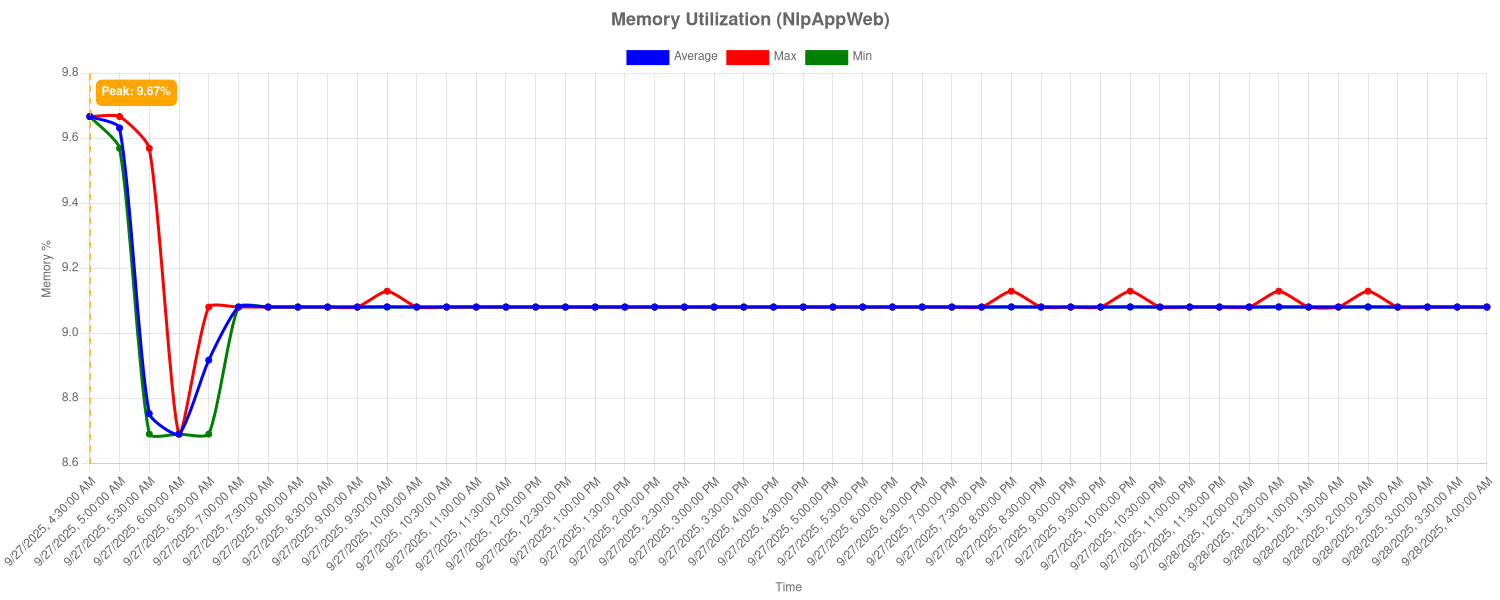 Memory Utilization (NlpAppWeb)
Average Max Min
9.8
Peak: 9.67%
9.6
9.4
9.2
9.0
8.8
8.6
Memory %
9/27/2025, 4:30:00 AM
9/27/2025, 5:00:00 AM
9/27/2025, 5:30:00 AM
9/27/2025, 6:00:00 AM
9/27/2025, 6:30:00 AM
9/27/2025, 7:00:00 AM
9/27/2025, 7:30:00 AM
9/27/2025, 8:00:00 AM
9/27/2025, 8:30:00 AM
9/27/2025, 9:00:00 AM
9/27/2025, 9:30:00 AM
9/27/2025, 10:00:00 AM
9/27/2025, 10:30:00 AM
9/27/2025, 11:00:00 AM
9/27/2025, 11:30:00 AM
9/27/2025, 12:00:00 PM
9/27/2025, 12:30:00 PM
9/27/2025, 1:00:00 PM
9/27/2025, 1:30:00 PM
9/27/2025, 2:00:00 PM
9/27/2025, 2:30:00 PM
9/27/2025, 3:00:00 PM
9/27/2025, 3:30:00 PM
9/27/2025, 4:00:00 PM
9/27/2025, 4:30:00 PM
9/27/2025, 5:00:00 PM
9/27/2025, 5:30:00 PM
9/27/2025, 6:00:00 PM
9/27/2025, 6:30:00 PM
9/27/2025, 7:00:00 PM
9/27/2025, 7:30:00 PM
9/27/2025, 8:00:00 PM
9/27/2025, 8:30:00 PM
9/27/2025, 9:00:00 PM
9/27/2025, 9:30:00 PM
9/27/2025, 10:00:00 PM
9/27/2025, 10:30:00 PM
9/27/2025, 11:00:00 PM
9/27/2025, 11:30:00 PM
9/28/2025, 12:00:00 AM
9/28/2025, 12:30:00 AM
9/28/2025, 1:00:00 AM
9/28/2025, 1:30:00 AM
9/28/2025, 2:00:00 AM
9/28/2025, 2:30:00 AM
9/28/2025, 3:00:00 AM
9/28/2025, 3:30:00 AM
9/28/2025, 4:00:00 AM
Time